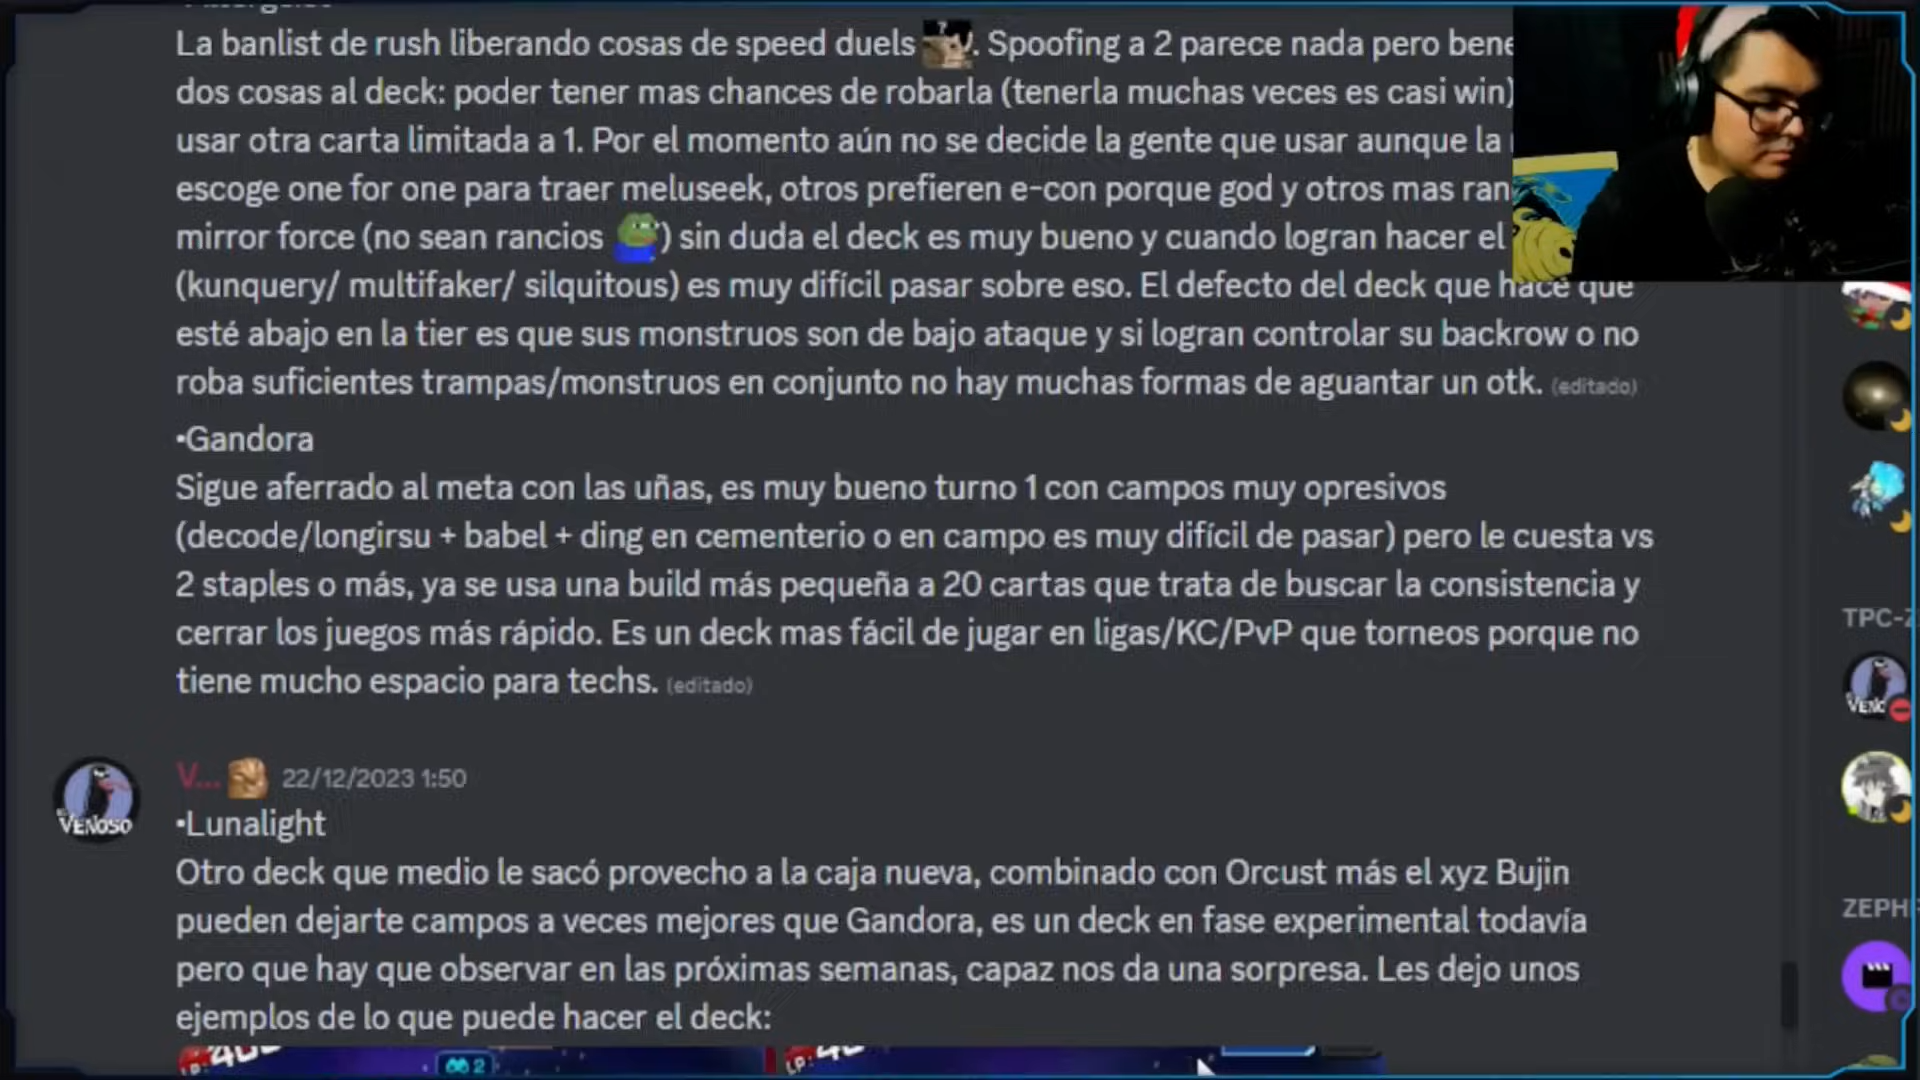 La banlist de rush liberando cosas de speed duels . Spoofing a 2 parece nada pero bene
dos cosas al deck: poder tener mas chances de robarla (tenerla muchas veces es casi win)
usar otra carta limitada a 1. Por el momento aún no se decide la gente que usar aunque la
escoge one for one para traer meluseek, otros prefieren e-con porque god y otros mas ran
mirror force (no sean rancios ) sin duda el deck es muy bueno y cuando logran hacer el
(kunquery/ multifaker/ silquitous) es muy difícil pasar sobre eso. El defecto del deck que hace que
esté abajo en la tier es que sus monstruos son de bajo ataque y si logran controlar su backrow o no
roba suficientes trampas/monstruos en conjunto no hay muchas formas de aguantar un otk. (editado)
•Gandora
Sigue aferrado al meta con las uñas, es muy bueno turno 1 con campos muy opresivos
(decode/longirsu + babel + ding en cementerio o en campo es muy difícil de pasar) pero le cuesta vs
2 staples o más, ya se usa una build más pequeña a 20 cartas que trata de buscar la consistencia y
cerrar los juegos más rápido. Es un deck mas fácil de jugar en ligas/KC/PvP que torneos porque no
tiene mucho espacio para techs. (editado)
TPC-Z
VENO
VENOSO
V... 22/12/2023 1:50
•Lunalight
Otro deck que medio le sacó provecho a la caja nueva, combinado con Orcust más el xyz Bujin
pueden dejarte campos a veces mejores que Gandora, es un deck en fase experimental todavía
pero que hay que observar en las próximas semanas, capaz nos da una sorpresa. Les dejo unos
ejemplos de lo que puede hacer el deck:
ZEPH
LP: 400
2
LP: 40